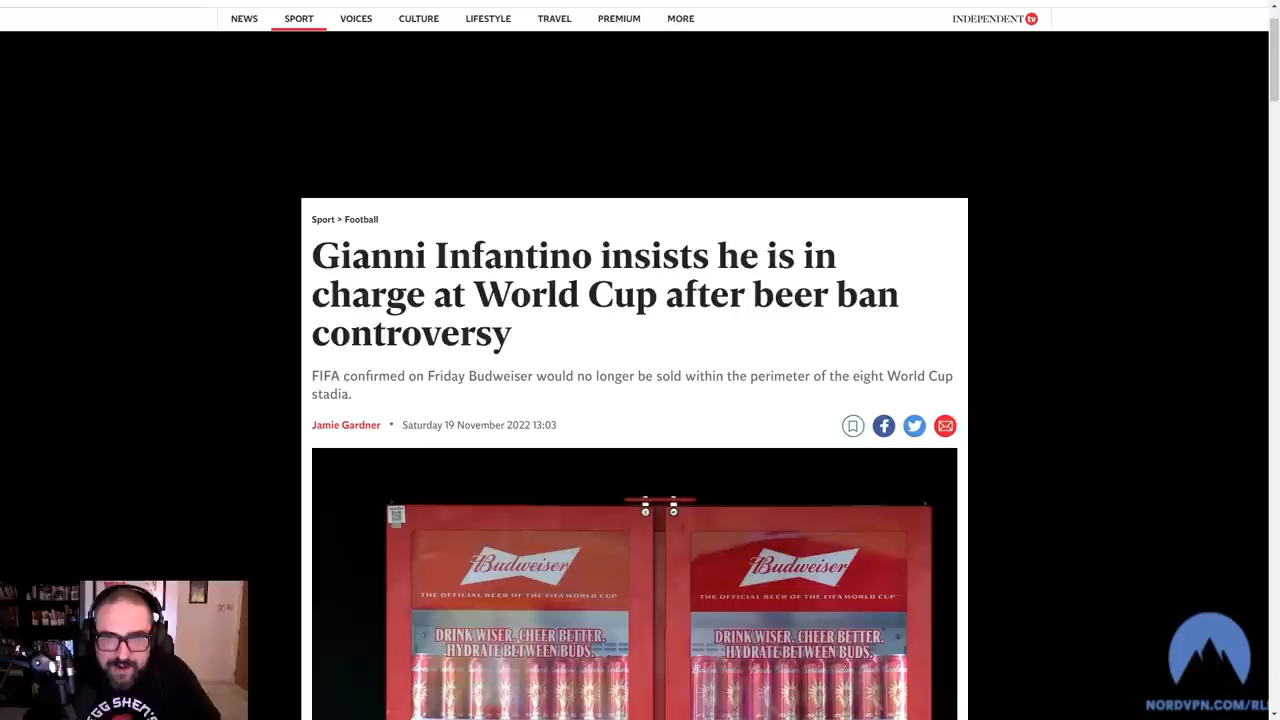 NEWS SPORT VOICES CULTURE LIFESTYLE TRAVEL PREMIUM MORE INDEPENDENT tv
Sport > Football
Gianni Infantino insists he is in
charge at World Cup after beer ban
controversy
FIFA confirmed on Friday Budweiser would no longer be sold within the perimeter of the eight World Cup
stadia.
Jamie Gardner • Saturday 19 November 2022 13:03
Budweiser Budweiser
THE OFFICIAL BEER OF THE FIFA WORLD CUP THE OFFICIAL BEER OF THE FIFA WORLD CUP
DRINK WISER. CHEER BETTER. DRINK WISER. CHEER BETTER.
HYDRATE BETWEEN BUDS. HYDRATE BETWEEN BUDS.
EGG SHEN'S
NORDVPN.COM/RL